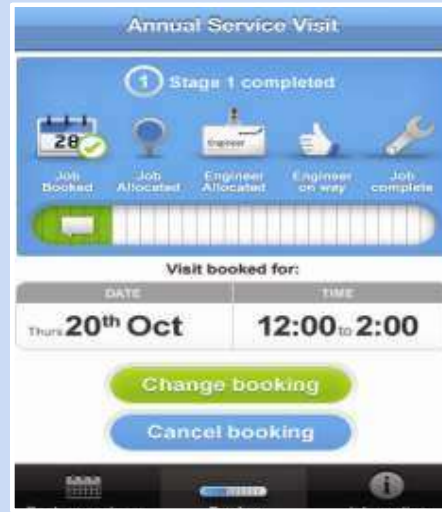 Annual Service Visit
1 Stage 1 completed
28
Engineer
Job Booked
Job Allocated
Engineer Allocated
Engineer on way
Job complete
Visit booked for:
DATE TIME
Thurs 20th Oct 12:00 to 2:00
Change booking
Cancel booking
i